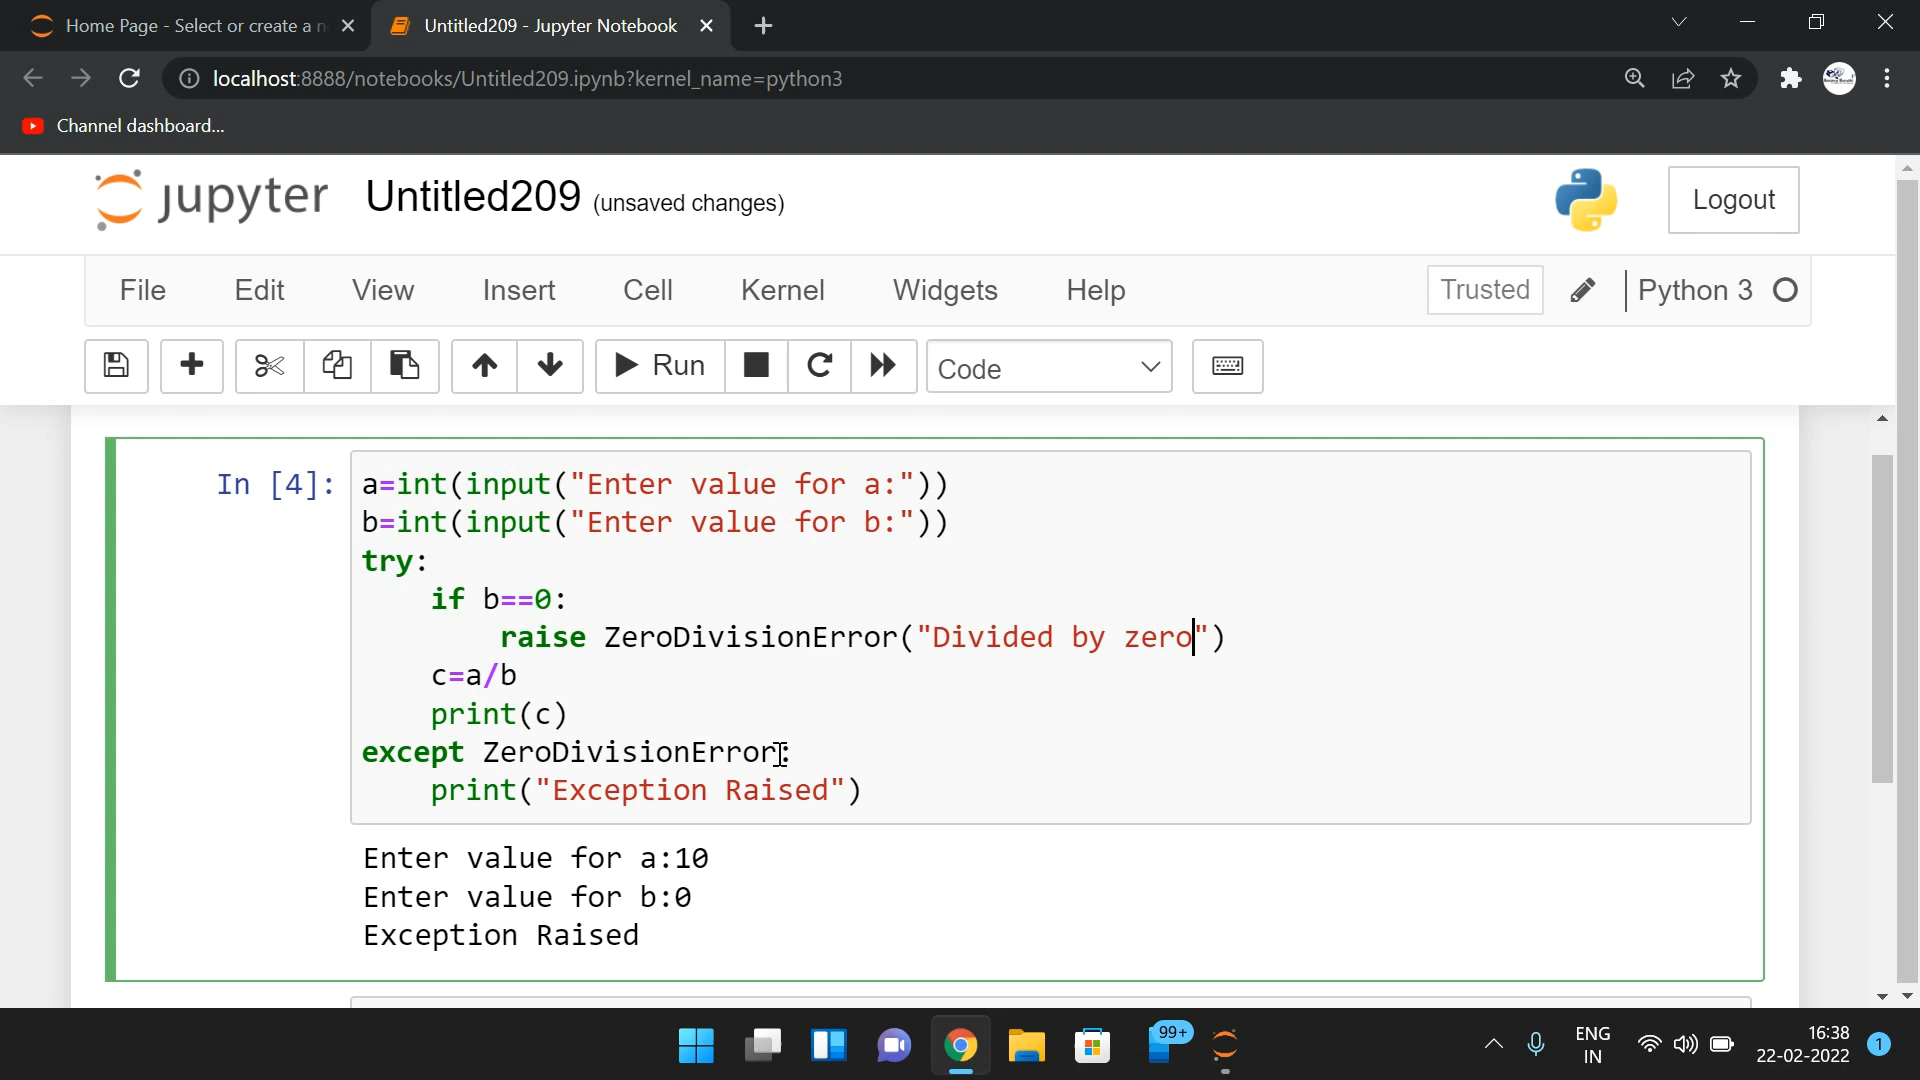 Home Page - Select or create a n
Untitled209 - Jupyter Notebook
localhost:8888/notebooks/Untitled209.ipynb?kernel_name=python3
Channel dashboard...
jupyter Untitled209 (unsaved changes)
Logout
File Edit View Insert Cell Kernel Widgets Help Trusted Python 3
Run Code
In [4]: a=int(input("Enter value for a:"))
b=int(input("Enter value for b:"))
try:
    if b==0:
        raise ZeroDivisionError("Divided by zero")
    c=a/b
    print(c)
except ZeroDivisionError:
    print("Exception Raised")
Enter value for a:10
Enter value for b:0
Exception Raised
99+
ENG
IN
16:38
22-02-2022
1